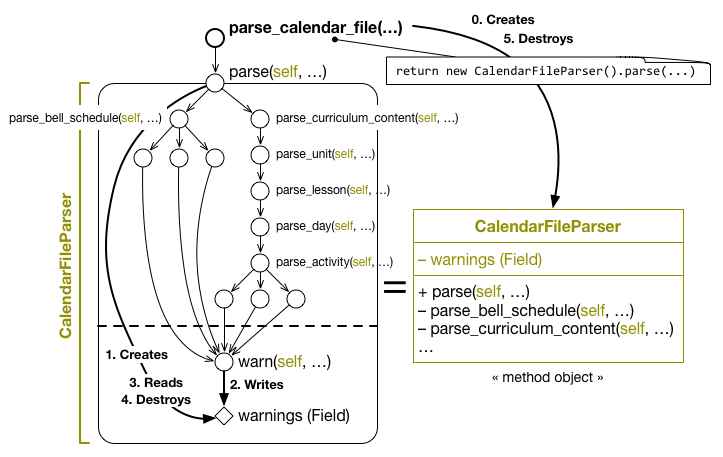 parse_calendar_file(…)
0. Creates
5. Destroys
return new CalendarFileParser().parse(...)
parse(self, …)
parse_bell_schedule(self, …)
parse_curriculum_content(self, …)
parse_unit(self, …)
parse_lesson(self, …)
parse_day(self, …)
parse_activity(self, …)
CalendarFileParser
1. Creates
3. Reads
4. Destroys
warn(self, …)
2. Writes
warnings (Field)
=
CalendarFileParser
– warnings (Field)
+ parse(self, …)
– parse_bell_schedule(self, …)
– parse_curriculum_content(self, …)
…
« method object »